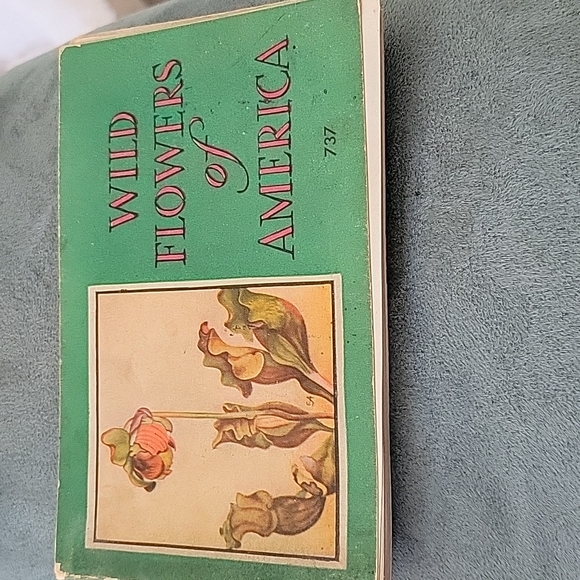 WILD
FLOWERS
of
AMERICA
737